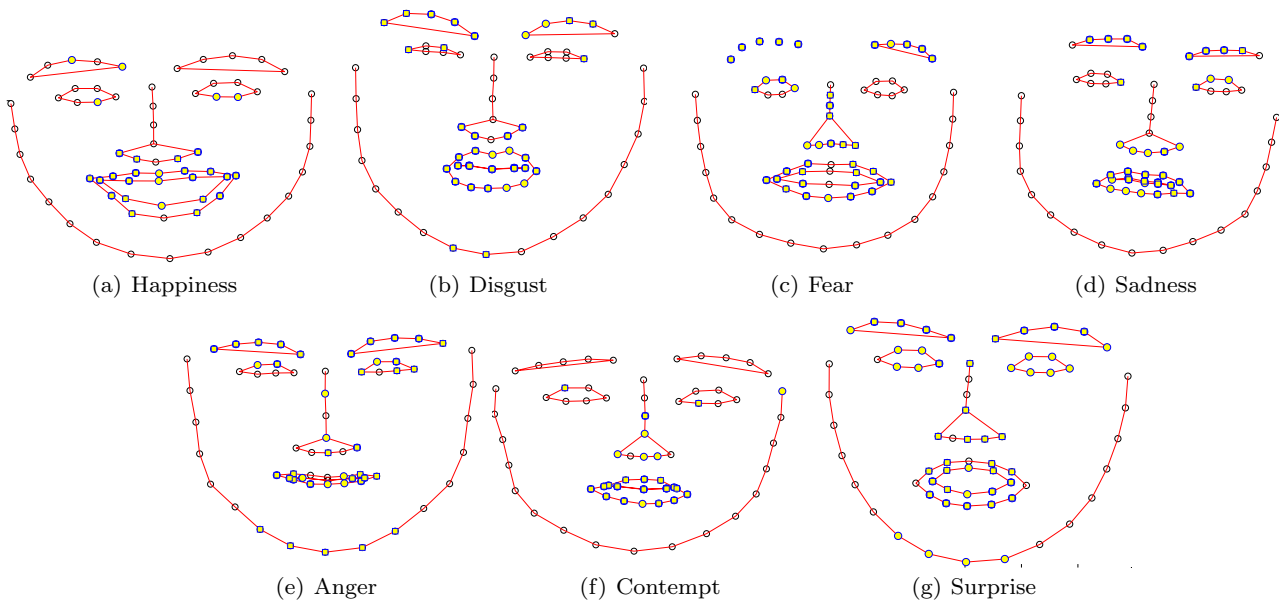 (a) Happiness
(b) Disgust
(c) Fear
(d) Sadness
(e) Anger
(f) Contempt
(g) Surprise